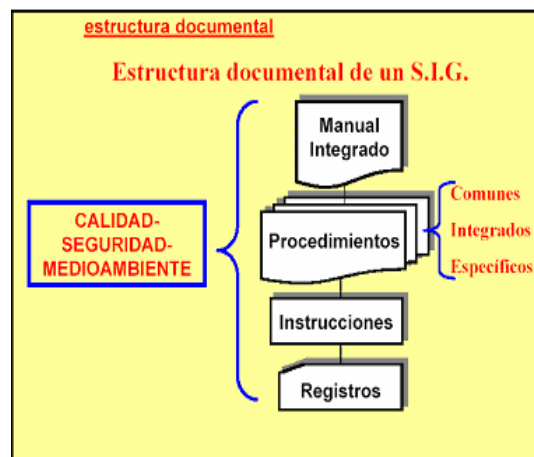 estructura documental
Estructura documental de un S.I.G.
Manual
Integrado
CALIDAD-
SEGURIDAD-
MEDIOAMBIENTE
Procedimientos
Comunes
Integrados
Específicos
Instrucciones
Registros